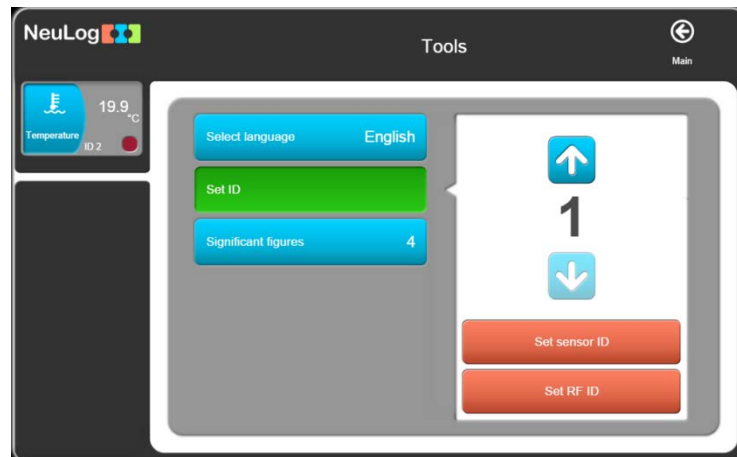 NeuLog
Tools
Main
19.9
°C
Temperature
ID 2
Select language English
Set ID
Significant figures 4
1
Set sensor ID
Set RF ID